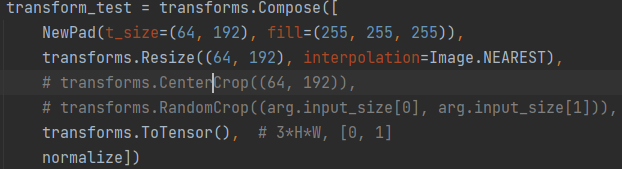 transform_test = transforms.Compose([
    NewPad(t_size=(64, 192), fill=(255, 255, 255)),
    transforms.Resize((64, 192), interpolation=Image.NEAREST),
    # transforms.CenterCrop((64, 192)),
    # transforms.RandomCrop((arg.input_size[0], arg.input_size[1])),
    transforms.ToTensor(),  # 3*H*W, [0, 1]
    normalize])